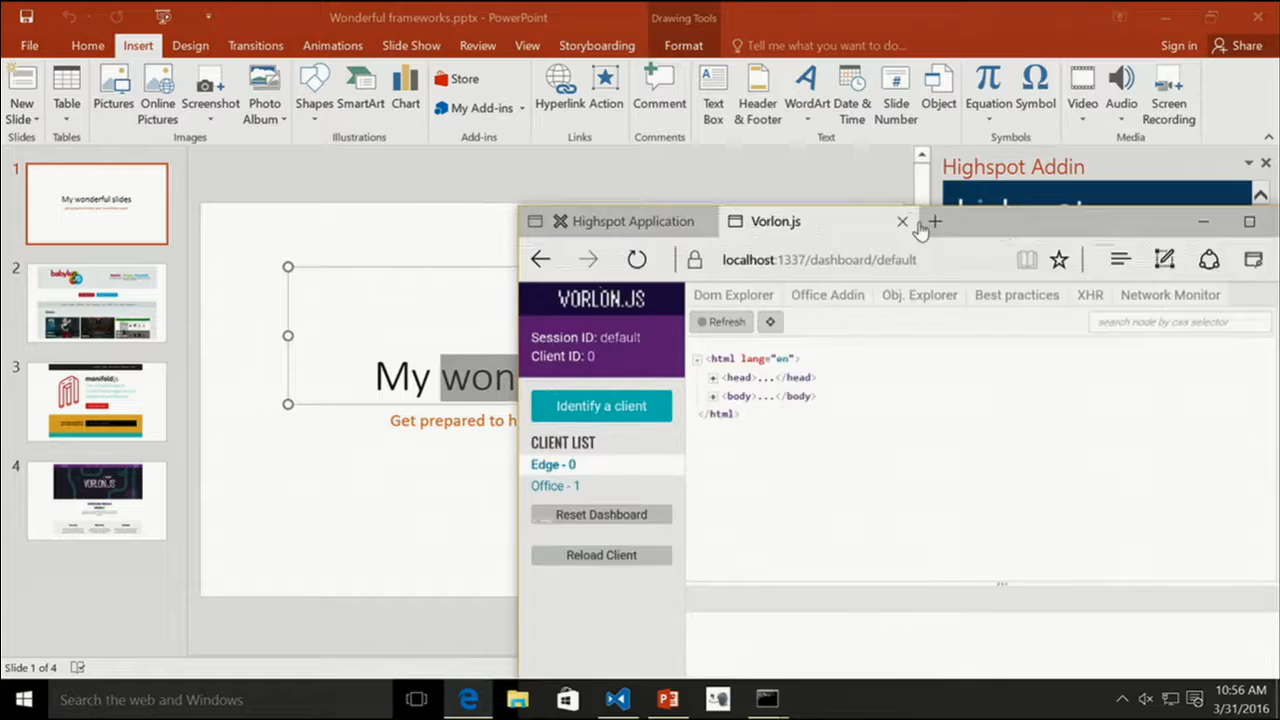 Wonderful frameworks.pptx - PowerPoint
Drawing Tools
File Home Insert Design Transitions Animations Slide Show Review View Storyboarding Format Tell me what you want to do... Sign in Share
New Slide
Table
Pictures
Online Pictures
Screenshot
Photo Album
Shapes
SmartArt
Chart
Store
My Add-ins
Hyperlink
Action
Comment
Text Box
Header & Footer
WordArt
Date & Time
Slide Number
Object
Equation
Symbol
Video
Audio
Screen Recording
Slides Tables Images Illustrations Add-ins Links Comments Text Symbols Media
1
My wonderful slides
2
3
manifoldjs
4
VORLON.JS
My won
Get prepared to h
Highspot Addin
Highspot Application
Vorlon.js
localhost:1337/dashboard/default
VORLON.JS
Session ID: default
Client ID: 0
Identify a client
CLIENT LIST
Edge - 0
Office - 1
Reset Dashboard
Reload Client
Dom Explorer Office Addin Obj. Explorer Best practices XHR Network Monitor
Refresh
search node by css selector
<html lang="en">
<head>...</head>
<body>...</body>
</html>
Slide 1 of 4
Search the web and Windows
10:56 AM
3/31/2016